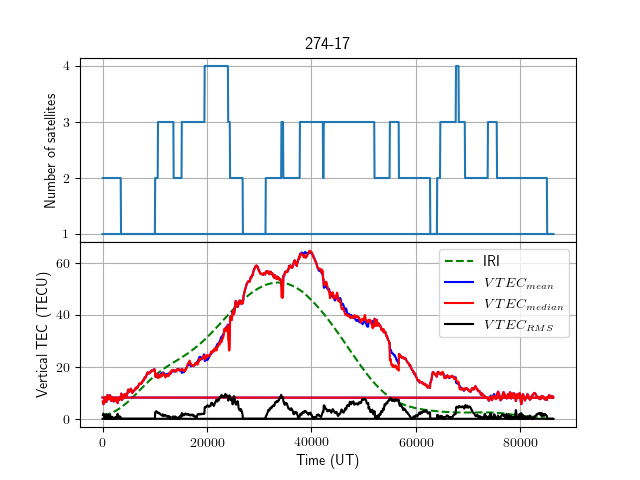 274-17
Number of satellites
4
3
2
1
Vertical TEC (TECU)
60
40
20
0
IRI
VTEC_mean
VTEC_median
VTEC_RMS
0 20000 40000 60000 80000
Time (UT)